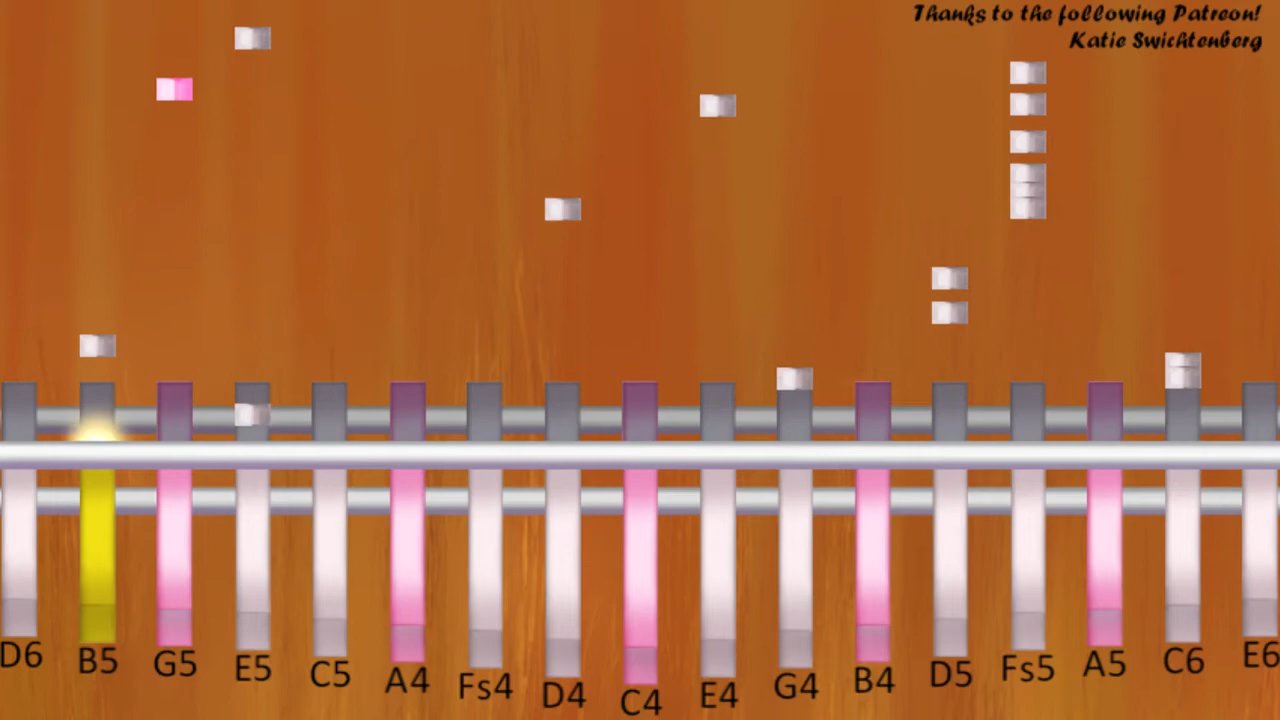 Thanks to the following Patreon!
Katie Swichtenberg
D6 B5 G5 E5 C5 A4 Fs4 D4 C4 E4 G4 B4 D5 Fs5 A5 C6 E6